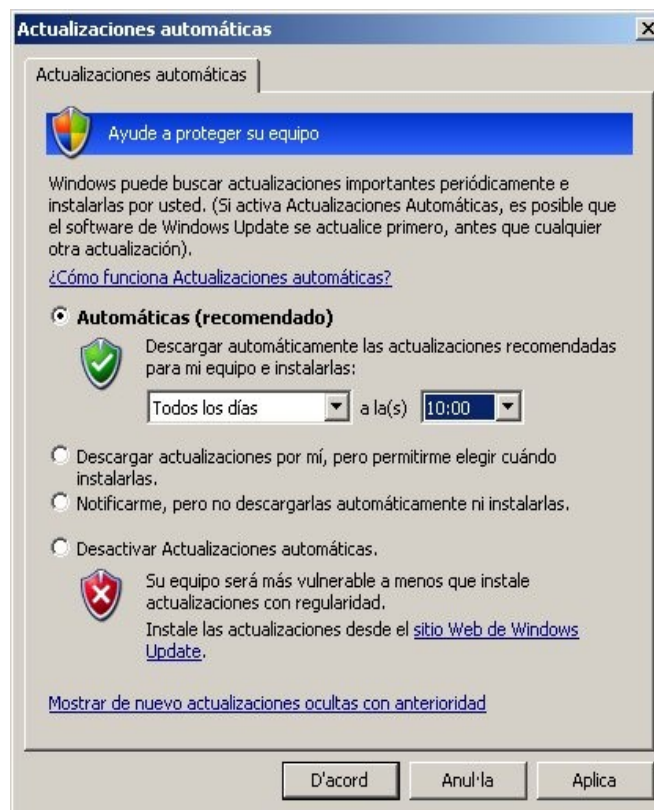 Actualizaciones automáticas
Actualizaciones automáticas
Ayude a proteger su equipo
Windows puede buscar actualizaciones importantes periódicamente e
instalarlas por usted. (Si activa Actualizaciones Automáticas, es posible que
el software de Windows Update se actualice primero, antes que cualquier
otra actualización).
¿Cómo funciona Actualizaciones automáticas?
Automáticas (recomendado)
Descargar automáticamente las actualizaciones recomendadas
para mi equipo e instalarlas:
Todos los días a la(s) 10:00
Descargar actualizaciones por mí, pero permitirme elegir cuándo
instalarlas.
Notificarme, pero no descargarlas automáticamente ni instalarlas.
Desactivar Actualizaciones automáticas.
Su equipo será más vulnerable a menos que instale
actualizaciones con regularidad.
Instale las actualizaciones desde el sitio Web de Windows
Update.
Mostrar de nuevo actualizaciones ocultas con anterioridad
D'acord Anul·la Aplica